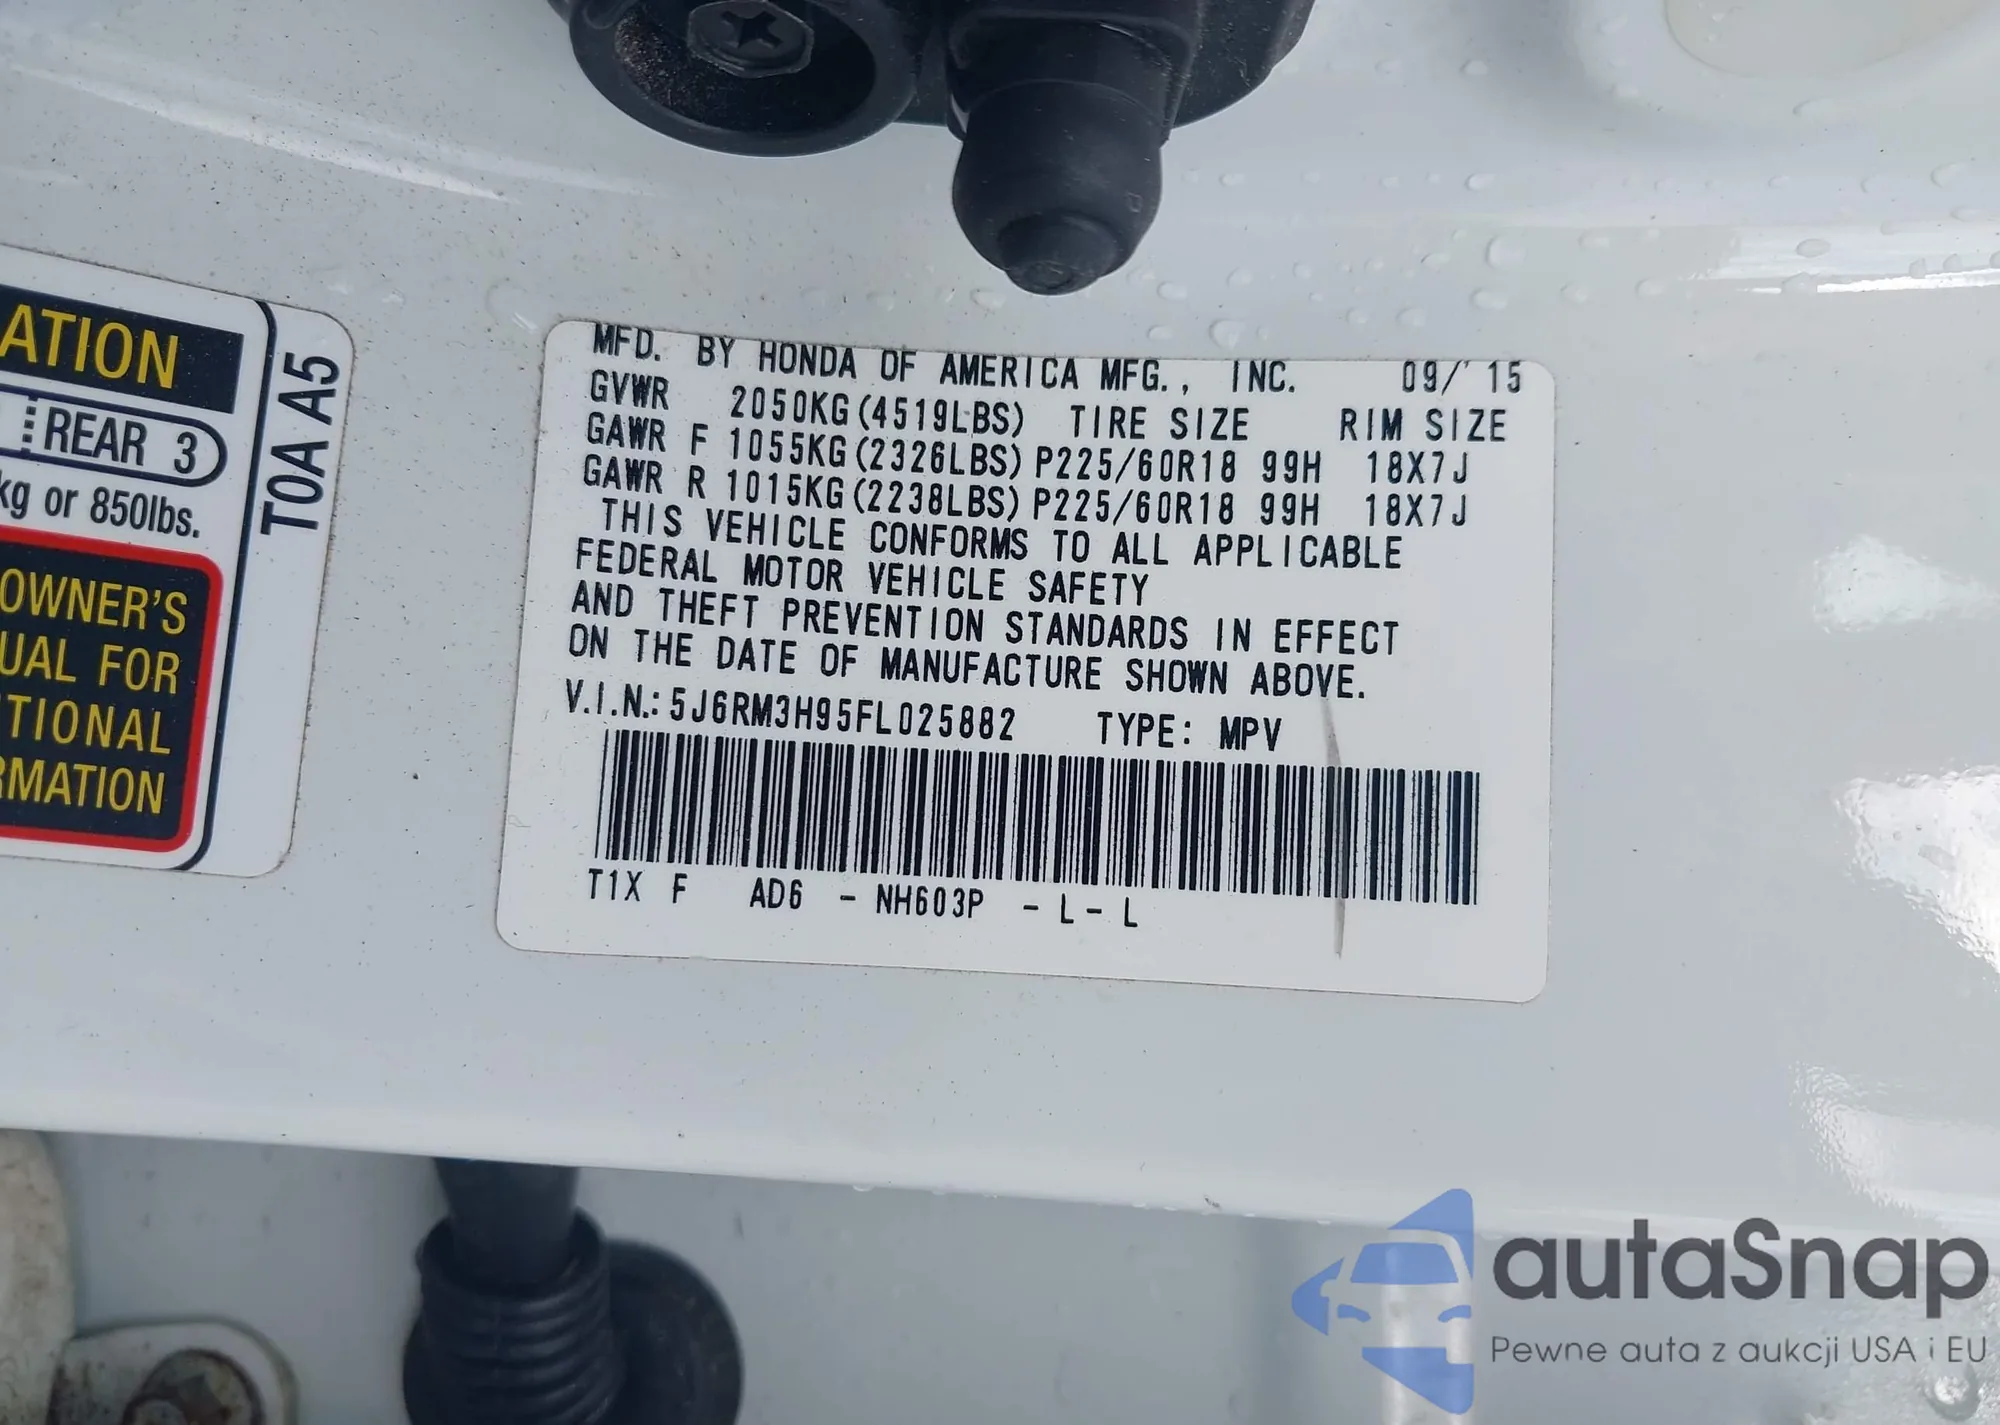 ATION
REAR 3
kg or 850lbs.
OWNER'S
UAL FOR
TIONAL
RMATION
T0A A5
MFD. BY HONDA OF AMERICA MFG., INC. 09/'15
GVWR 2050KG(4519LBS) TIRE SIZE RIM SIZE
GAWR F 1055KG(2326LBS) P225/60R18 99H 18X7J
GAWR R 1015KG(2238LBS) P225/60R18 99H 18X7J
THIS VEHICLE CONFORMS TO ALL APPLICABLE
FEDERAL MOTOR VEHICLE SAFETY
AND THEFT PREVENTION STANDARDS IN EFFECT
ON THE DATE OF MANUFACTURE SHOWN ABOVE.
V.I.N.: 5J6RM3H95FL025882 TYPE: MPV
T1X F AD6 - NH603P - L - L
autaSnap
Pewne auta z aukcji USA i EU